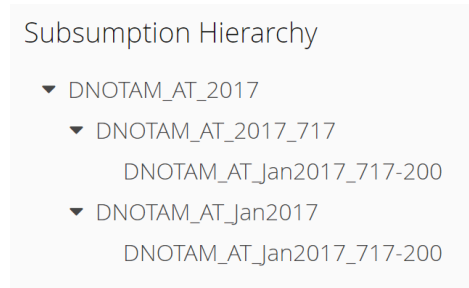 Subsumption Hierarchy
DNOTAM_AT_2017
DNOTAM_AT_2017_717
DNOTAM_AT_Jan2017_717-200
DNOTAM_AT_Jan2017
DNOTAM_AT_Jan2017_717-200